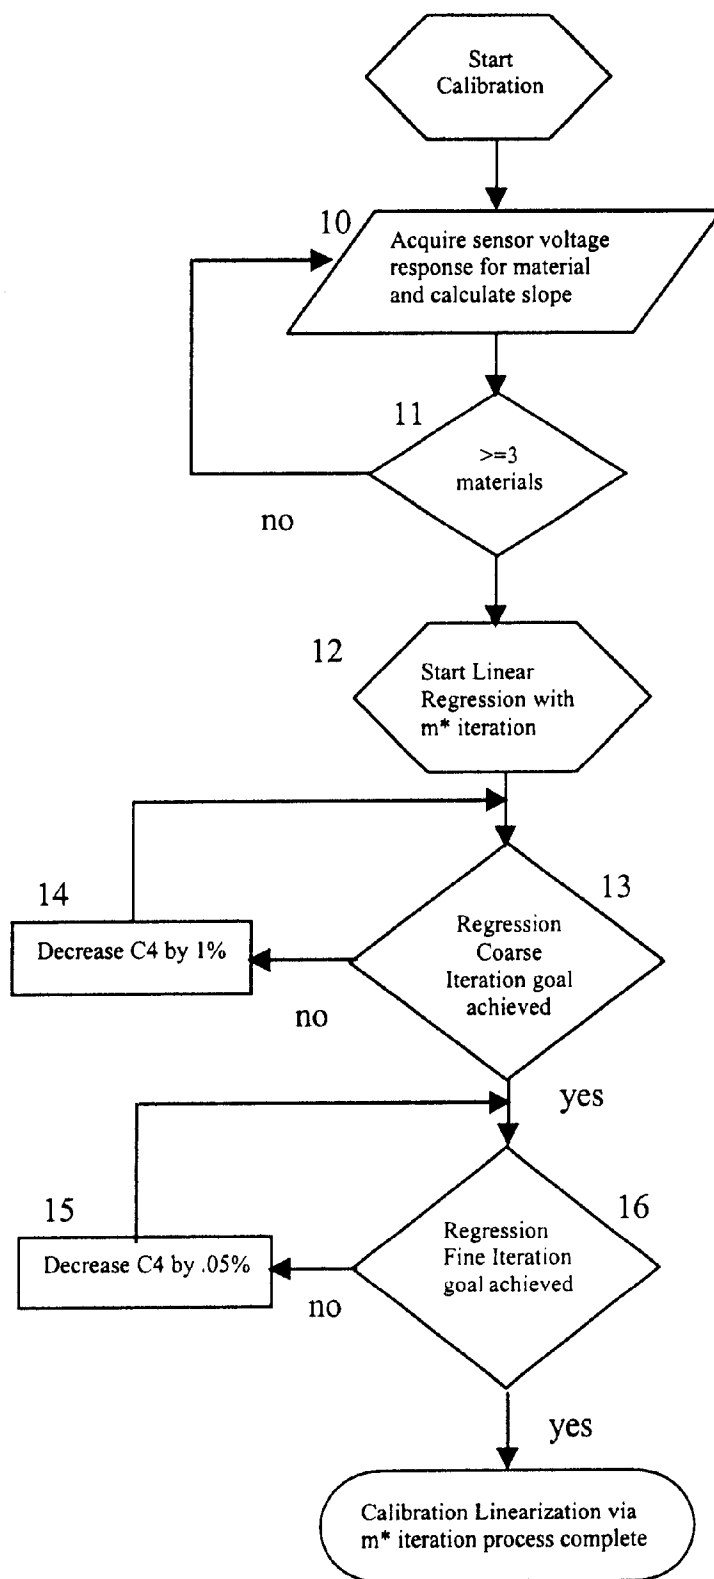 Start
Calibration
10
Acquire sensor voltage
response for material
and calculate slope
11
>=3
materials
no
12
Start Linear
Regression with
m* iteration
14
13
Decrease C4 by 1%
Regression
Coarse
Iteration goal
achieved
no
yes
15
16
Decrease C4 by .05%
Regression
Fine Iteration
goal achieved
no
yes
Calibration Linearization via
m* iteration process complete